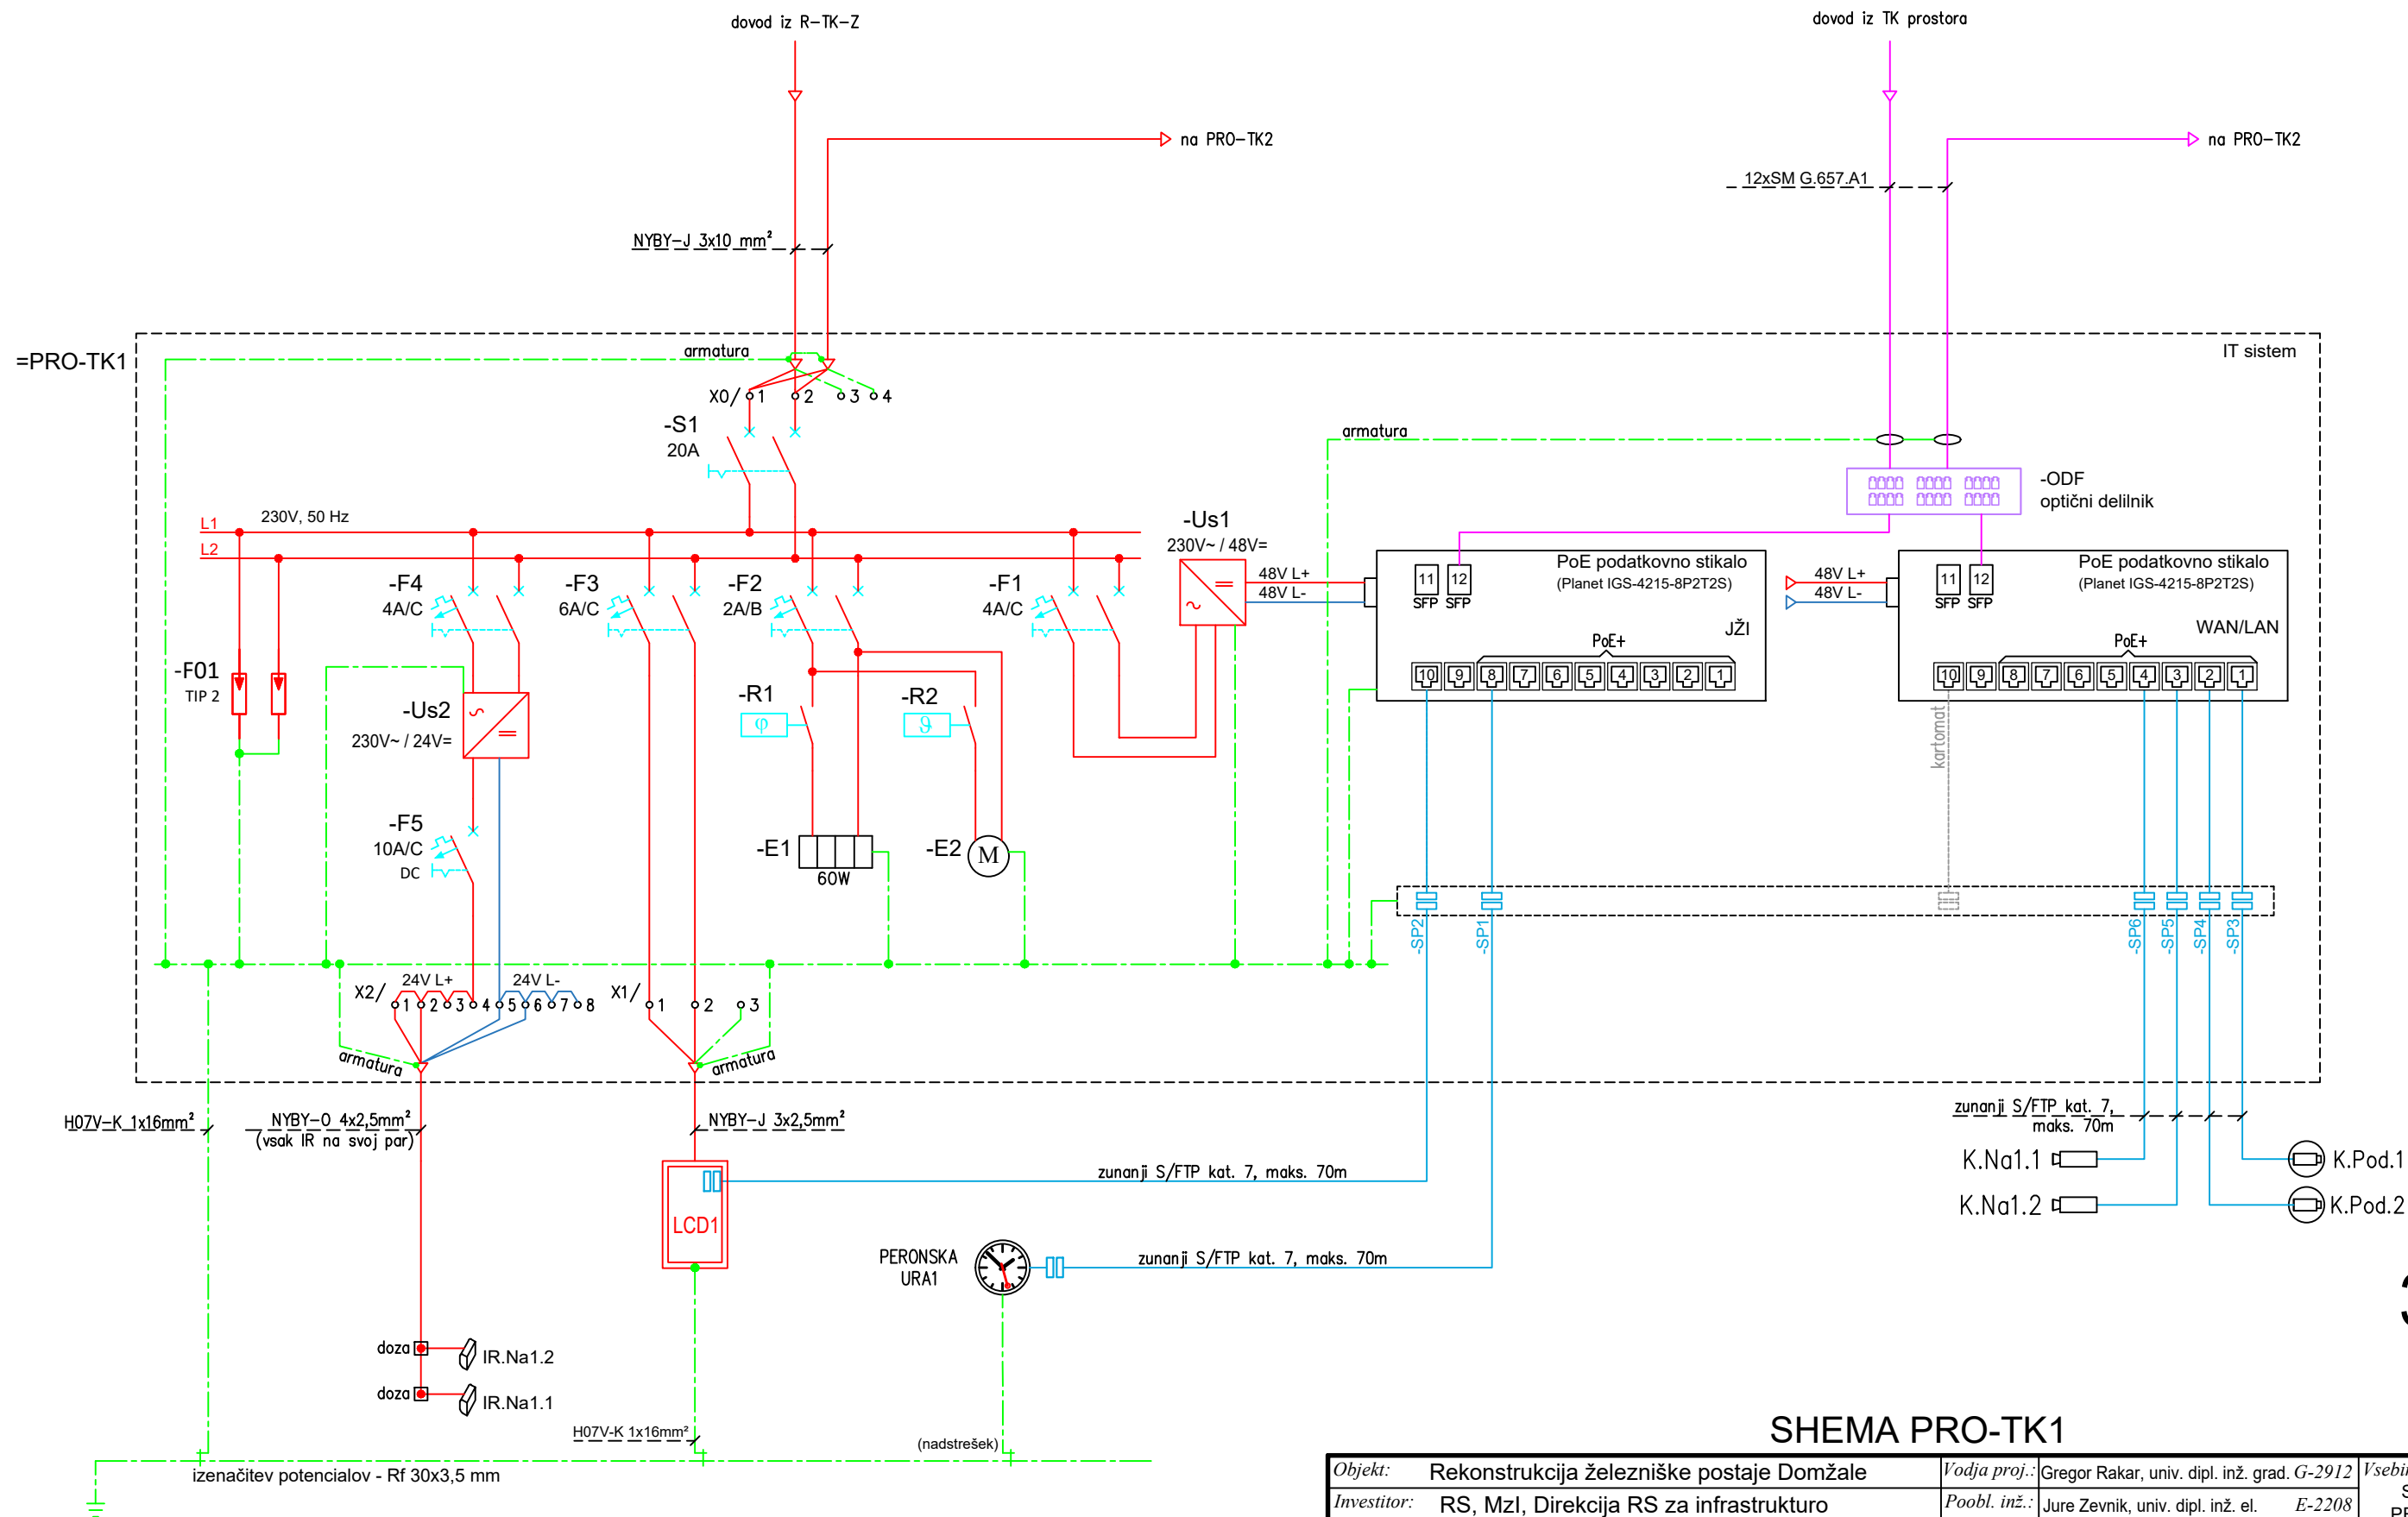 dovod iz R-TK-Z
dovod iz TK prostora
na PRO-TK2
na PRO-TK2
12xSM G.657.A1
NYBY-J 3x10 mm²
=PRO-TK1
armatura
IT sistem
X0/ 1 2 3 4
-S1
20A
armatura
-ODF
optični delilnik
L1
230V, 50 Hz
L2
-Us1
230V~ / 48V=
-F4
4A/C
-F3
6A/C
-F2
2A/B
-F1
4A/C
48V L+
48V L-
PoE podatkovno stikalo
(Planet IGS-4215-8P2T2S)
11 12
SFP SFP
JŽI
PoE+
10 9 8 7 6 5 4 3 2 1
48V L+
48V L-
PoE podatkovno stikalo
(Planet IGS-4215-8P2T2S)
11 12
SFP SFP
WAN/LAN
PoE+
10 9 8 7 6 5 4 3 2 1
-F01
TIP 2
-Us2
230V~ / 24V=
-R1
φ
-R2
ϑ
kartomat
-F5
10A/C
DC
-E1
60W
-E2
M
-SP2
-SP1
-SP6
-SP5
-SP4
-SP3
24V L+
24V L-
X2/ 1 2 3 4 5 6 7 8
X1/ 1 2 3
armatura
armatura
H07V-K 1x16mm²
NYBY-O 4x2,5mm²
(vsak IR na svoj par)
NYBY-J 3x2,5mm²
zunanji S/FTP kat. 7,
maks. 70m
K.Na1.1
K.Pod.1
K.Na1.2
K.Pod.2
zunanji S/FTP kat. 7, maks. 70m
LCD1
PERONSKA
URA1
zunanji S/FTP kat. 7, maks. 70m
doza
IR.Na1.2
doza
IR.Na1.1
H07V-K 1x16mm²
(nadstrešek)
izenačitev potencialov - Rf 30x3,5 mm
SHEMA PRO-TK1
Objekt: Rekonstrukcija železniške postaje Domžale
Vodja proj.: Gregor Rakar, univ. dipl. inž. grad. G-2912
Investitor: RS, MzI, Direkcija RS za infrastrukturo
Poobl. inž.: Jure Zevnik, univ. dipl. inž. el. E-2208